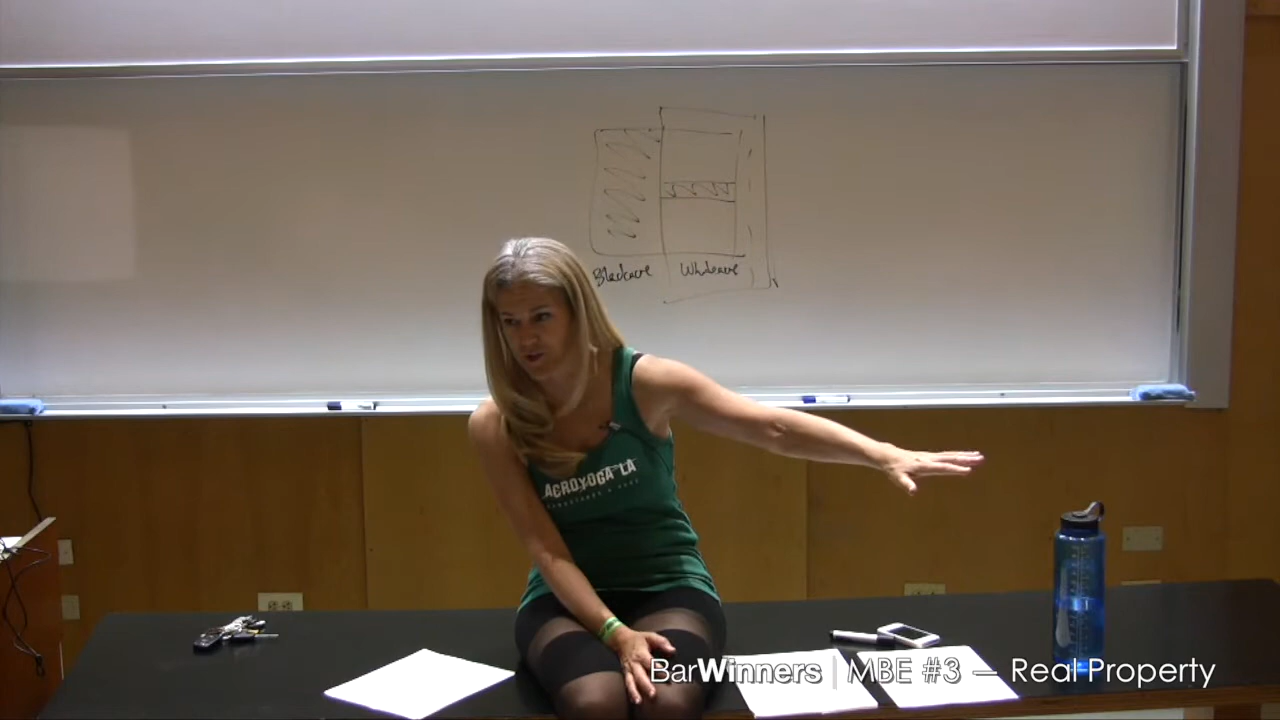 Blackacre Whiteacre
ACROYOGA LA
BarWinners | MBE #3 — Real Property